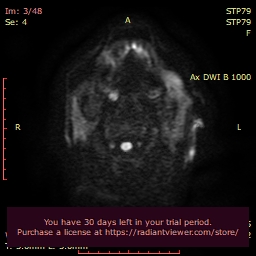 Im: 3/48
Se: 4
A
STP79
STP79
F
Ax DWI B 1000
R
L
You have 30 days left in your trial period.
Purchase a license at https://radiantviewer.com/store/